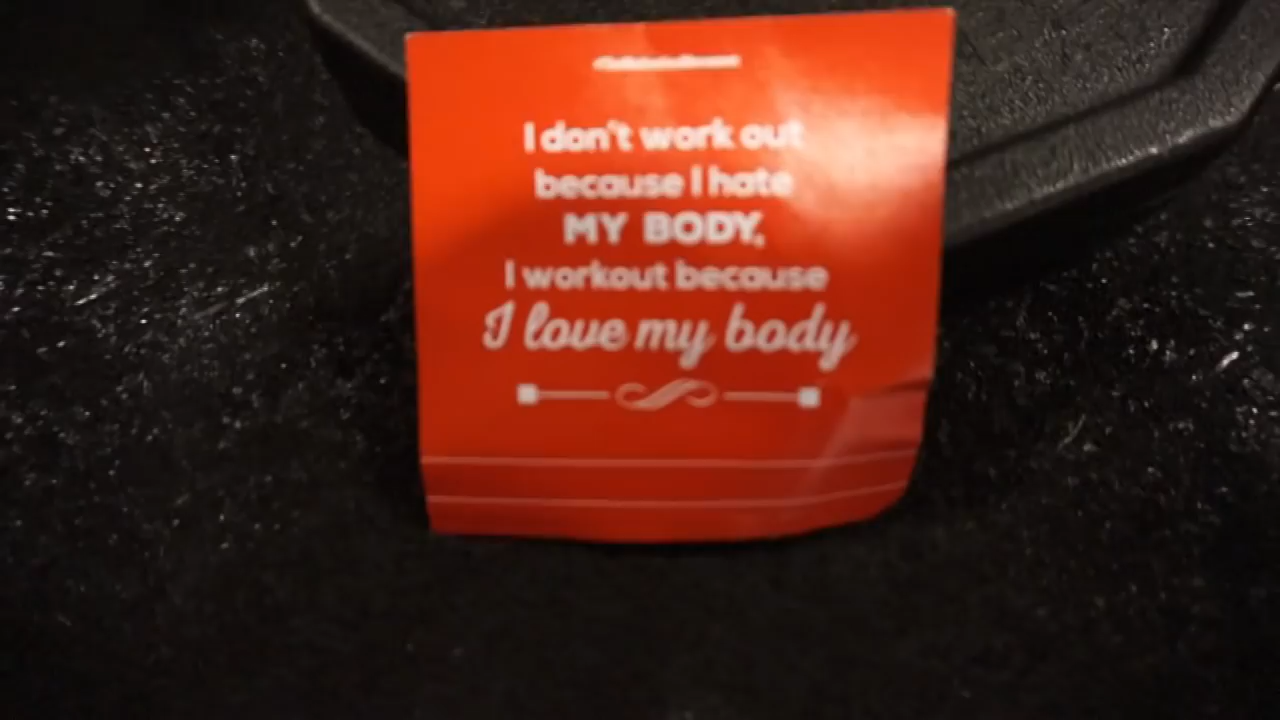 I don't work out
because I hate
MY BODY,
I workout because
I love my body